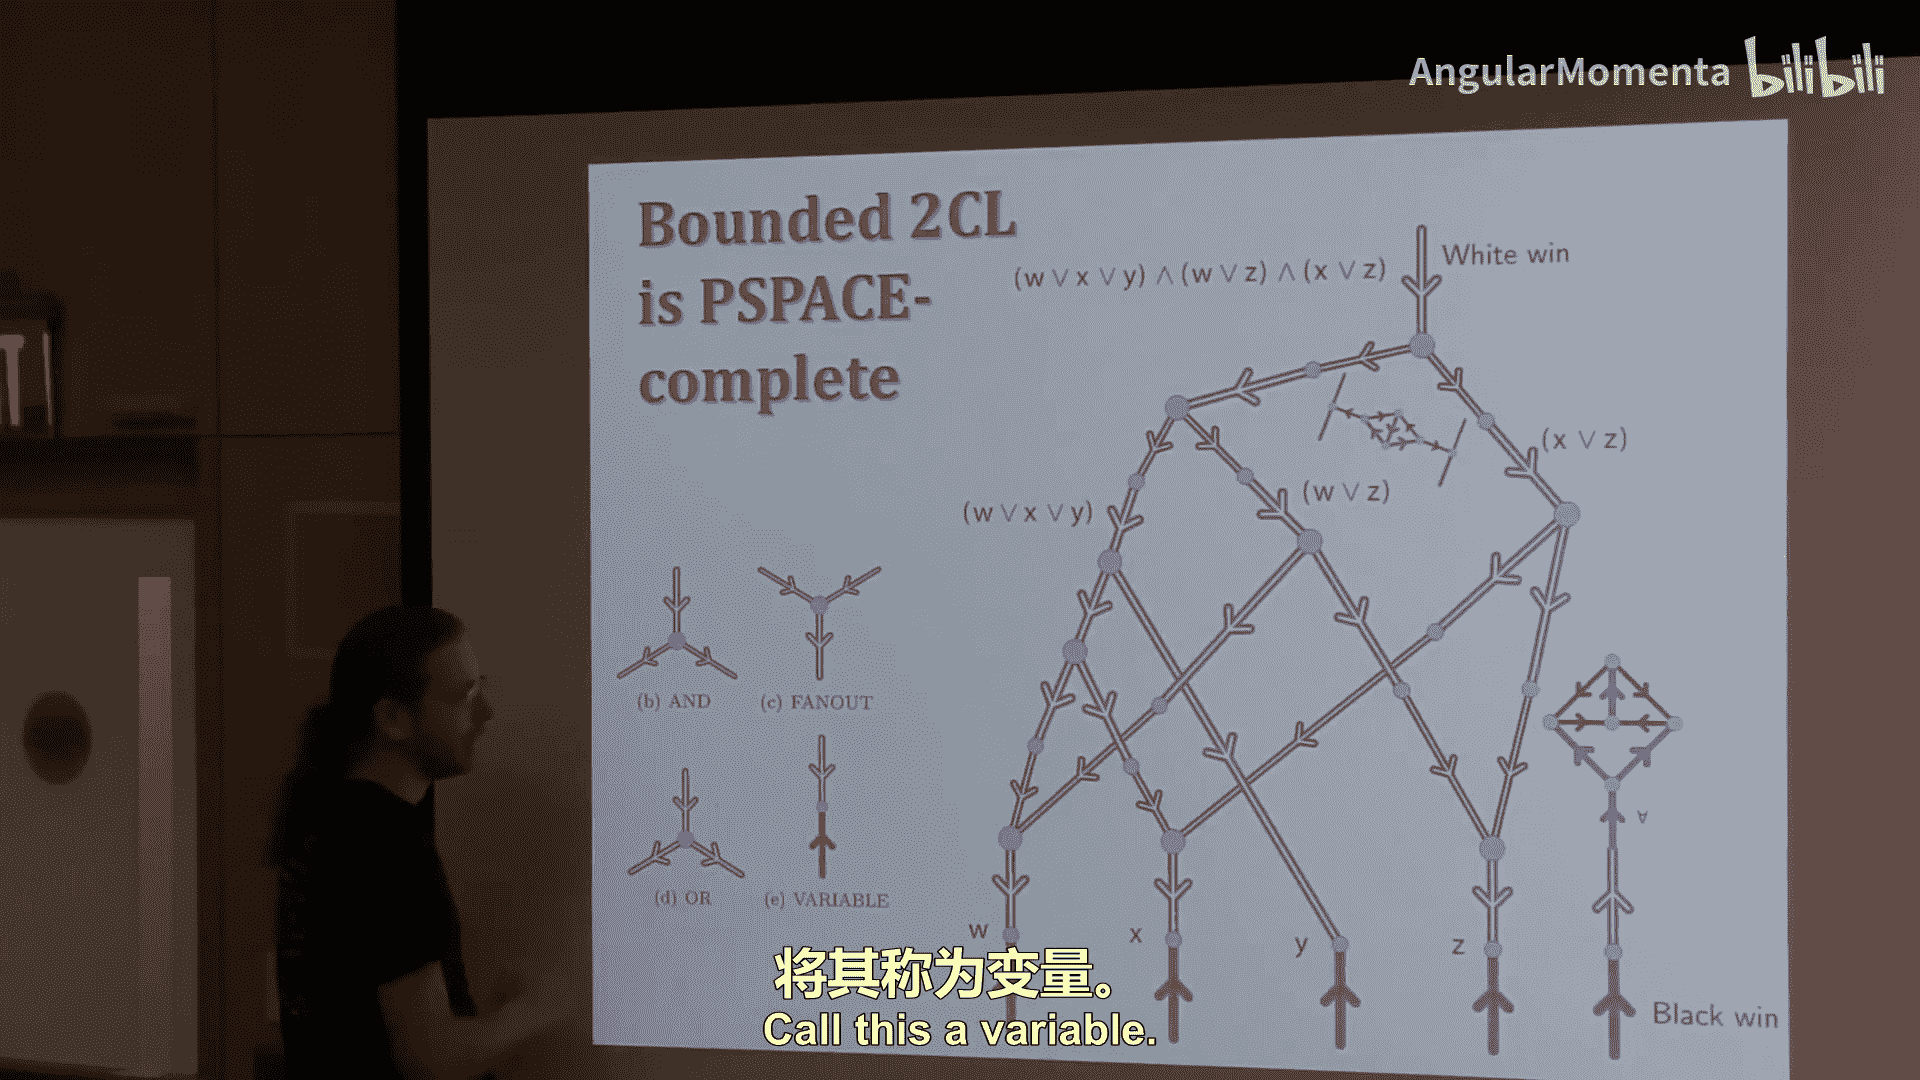 AngularMomenta bilibili
Bounded 2CL
is PSPACE-
complete
(w ∨ x ∨ y) ∧ (w ∨ z) ∧ (x ∨ z)
White win
(x ∨ z)
(w ∨ z)
(w ∨ x ∨ y)
(b) AND
(c) FANOUT
(d) OR
(e) VARIABLE
∀
w
x
y
z
Black win
将其称为变量。
Call this a variable.